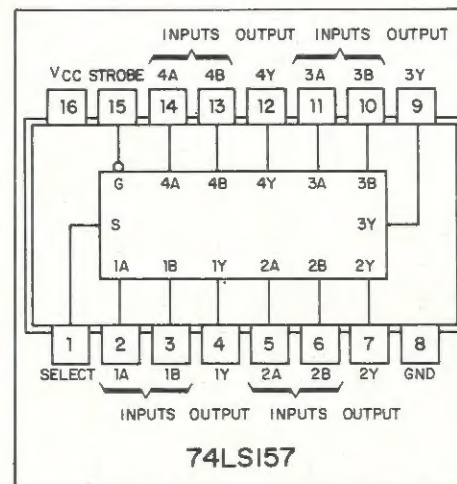 INPUTS OUTPUT INPUTS OUTPUT
VCC STROBE 4A 4B 4Y 3A 3B 3Y
16 15 14 13 12 11 10 9
G 4A 4B 4Y 3A 3B
S 3Y
1A 1B 1Y 2A 2B 2Y
1 2 3 4 5 6 7 8
SELECT 1A 1B 1Y 2A 2B 2Y GND
INPUTS OUTPUT INPUTS OUTPUT
74LS157